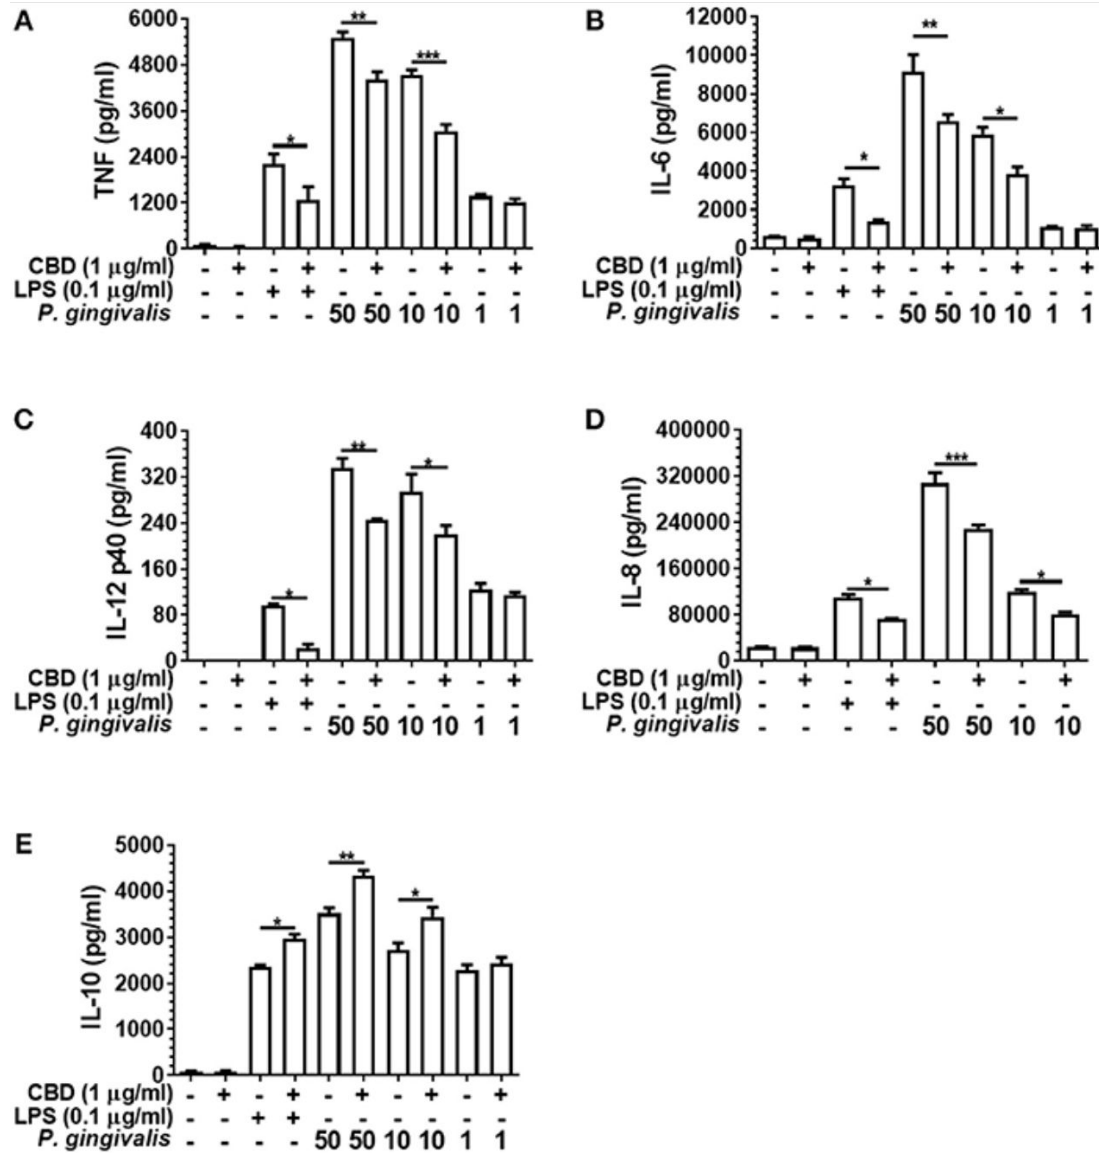 A
TNF (pg/ml)
6000
4800
3600
2400
1200
0
*
**
***
CBD (1 μg/ml) - + - + - + - + - +
LPS (0.1 μg/ml) - - + + - - - - - -
P. gingivalis - - - - 50 50 10 10 1 1
B
IL-6 (pg/ml)
12000
10000
8000
6000
4000
2000
0
*
**
*
CBD (1 μg/ml) - + - + - + - + - +
LPS (0.1 μg/ml) - - + + - - - - - -
P. gingivalis - - - - 50 50 10 10 1 1
C
IL-12 p40 (pg/ml)
400
320
240
160
80
0
*
**
*
CBD (1 μg/ml) - + - + - + - + - +
LPS (0.1 μg/ml) - - + + - - - - - -
P. gingivalis - - - - 50 50 10 10 1 1
D
IL-8 (pg/ml)
400000
320000
240000
160000
80000
0
*
***
*
CBD (1 μg/ml) - + - + - + - +
LPS (0.1 μg/ml) - - + + - - - -
P. gingivalis - - - - 50 50 10 10
E
IL-10 (pg/ml)
5000
4000
3000
2000
1000
0
*
**
*
CBD (1 μg/ml) - + - + - + - + - +
LPS (0.1 μg/ml) - - + + - - - - - -
P. gingivalis - - - - 50 50 10 10 1 1